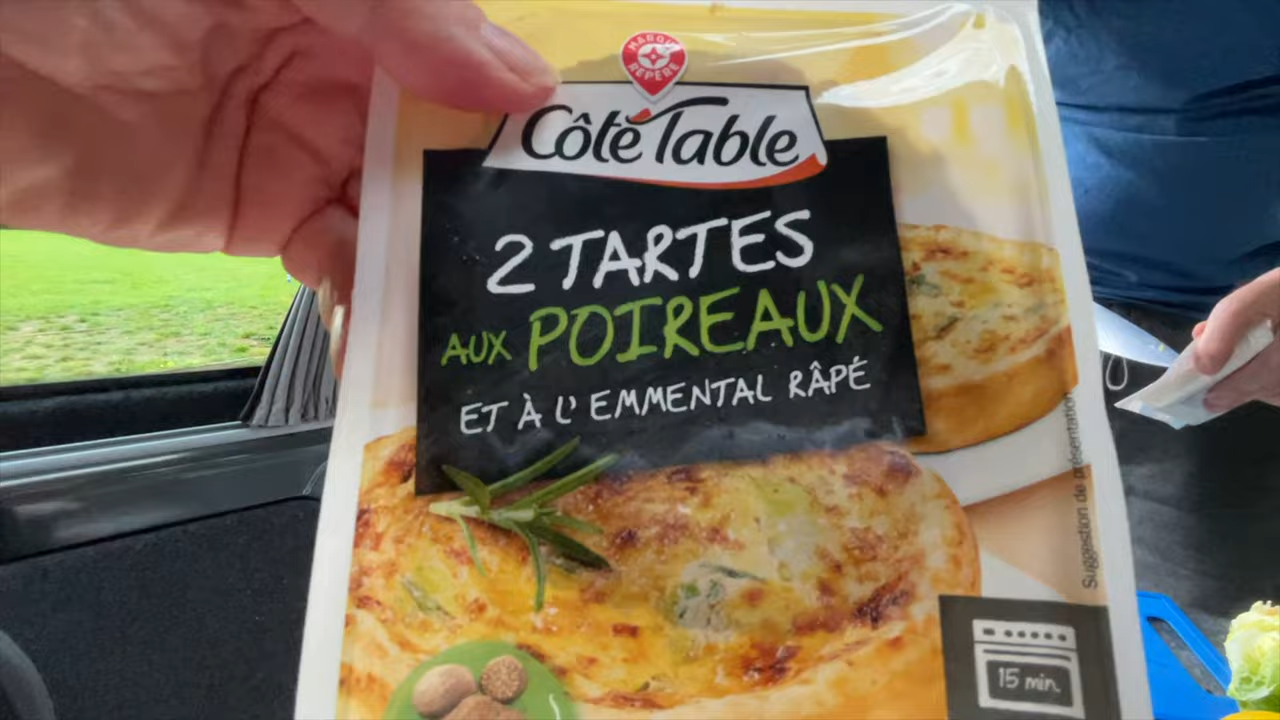 MARQUE
REPÈRE
Côté Table
2 TARTES
AUX POIREAUX
ET À L'EMMENTAL RÂPÉ
Suggestion de présentation
15 min.